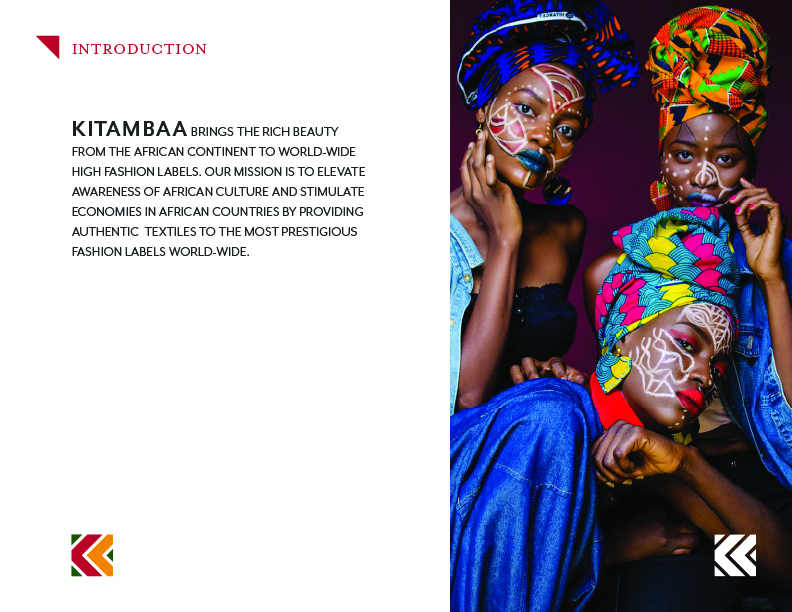 INTRODUCTION
KITAMBAA BRINGS THE RICH BEAUTY
FROM THE AFRICAN CONTINENT TO WORLD-WIDE
HIGH FASHION LABELS. OUR MISSION IS TO ELEVATE
AWARENESS OF AFRICAN CULTURE AND STIMULATE
ECONOMIES IN AFRICAN COUNTRIES BY PROVIDING
AUTHENTIC  TEXTILES TO THE MOST PRESTIGIOUS
FASHION LABELS WORLD-WIDE.